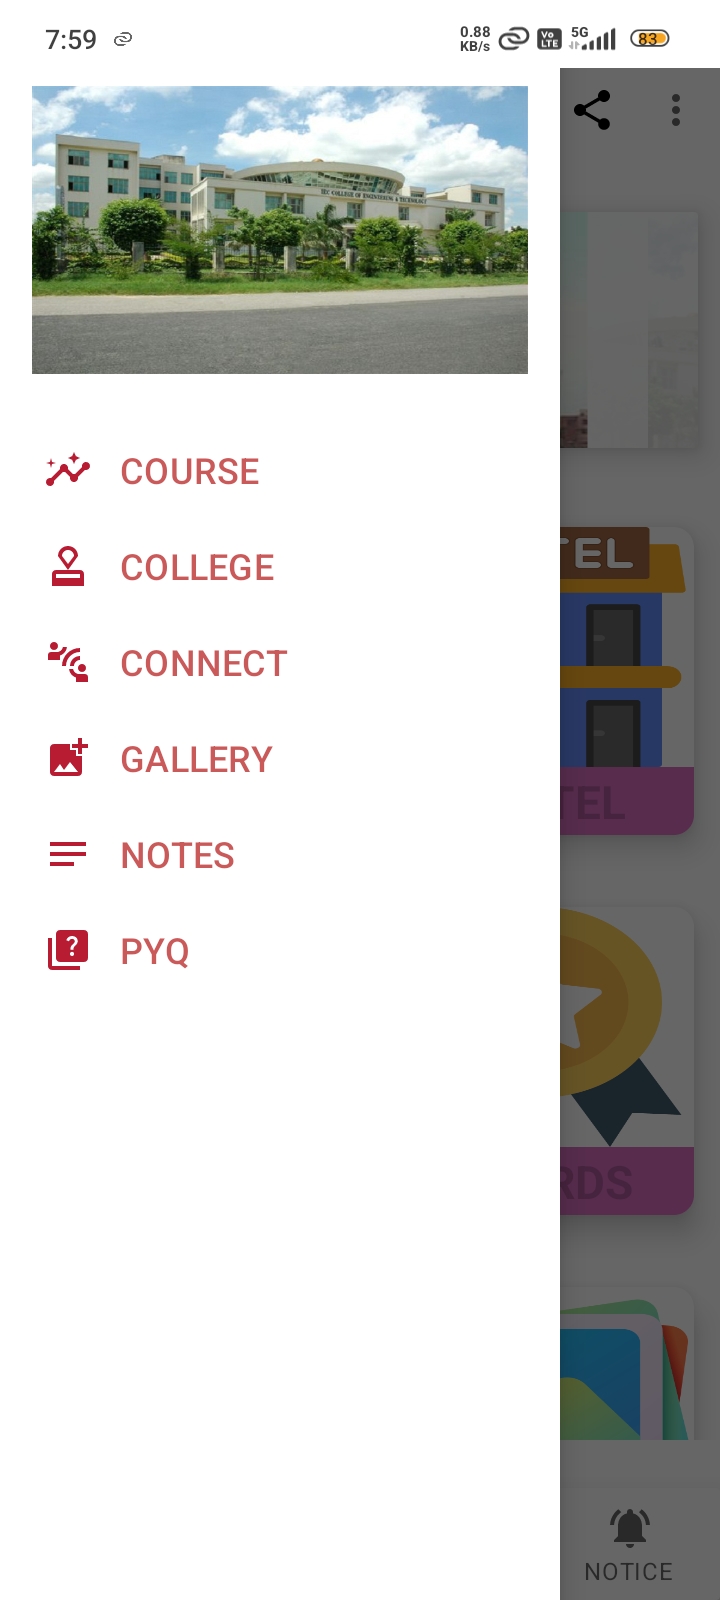 7:59
0.88
KB/s
Vo
LTE
5G
83
IEC COLLEGE OF ENGINEERING & TECHNOLOGY
TEL
COURSE
COLLEGE
CONNECT
GALLERY
NOTES
PYQ
TEL
RDS
NOTICE